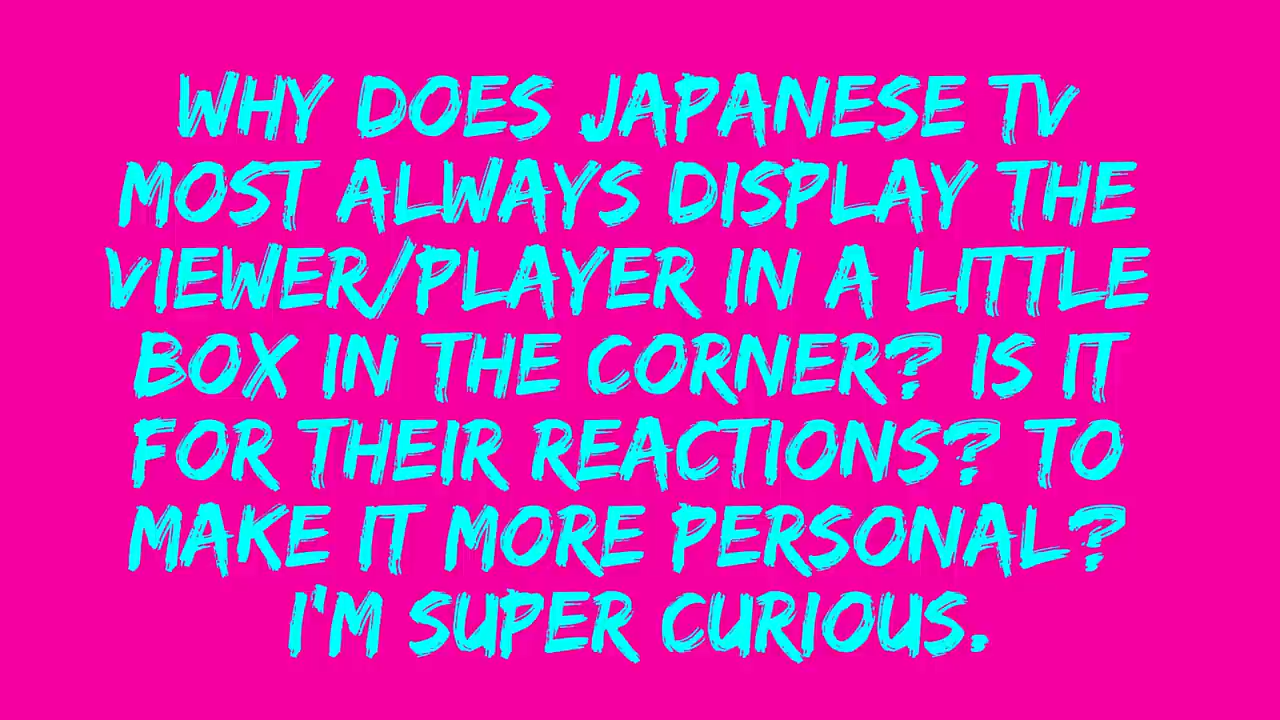 WHY DOES JAPANESE TV
MOST ALWAYS DISPLAY THE
VIEWER/PLAYER IN A LITTLE
BOX IN THE CORNER? IS IT
FOR THEIR REACTIONS? TO
MAKE IT MORE PERSONAL?
I'M SUPER CURIOUS.